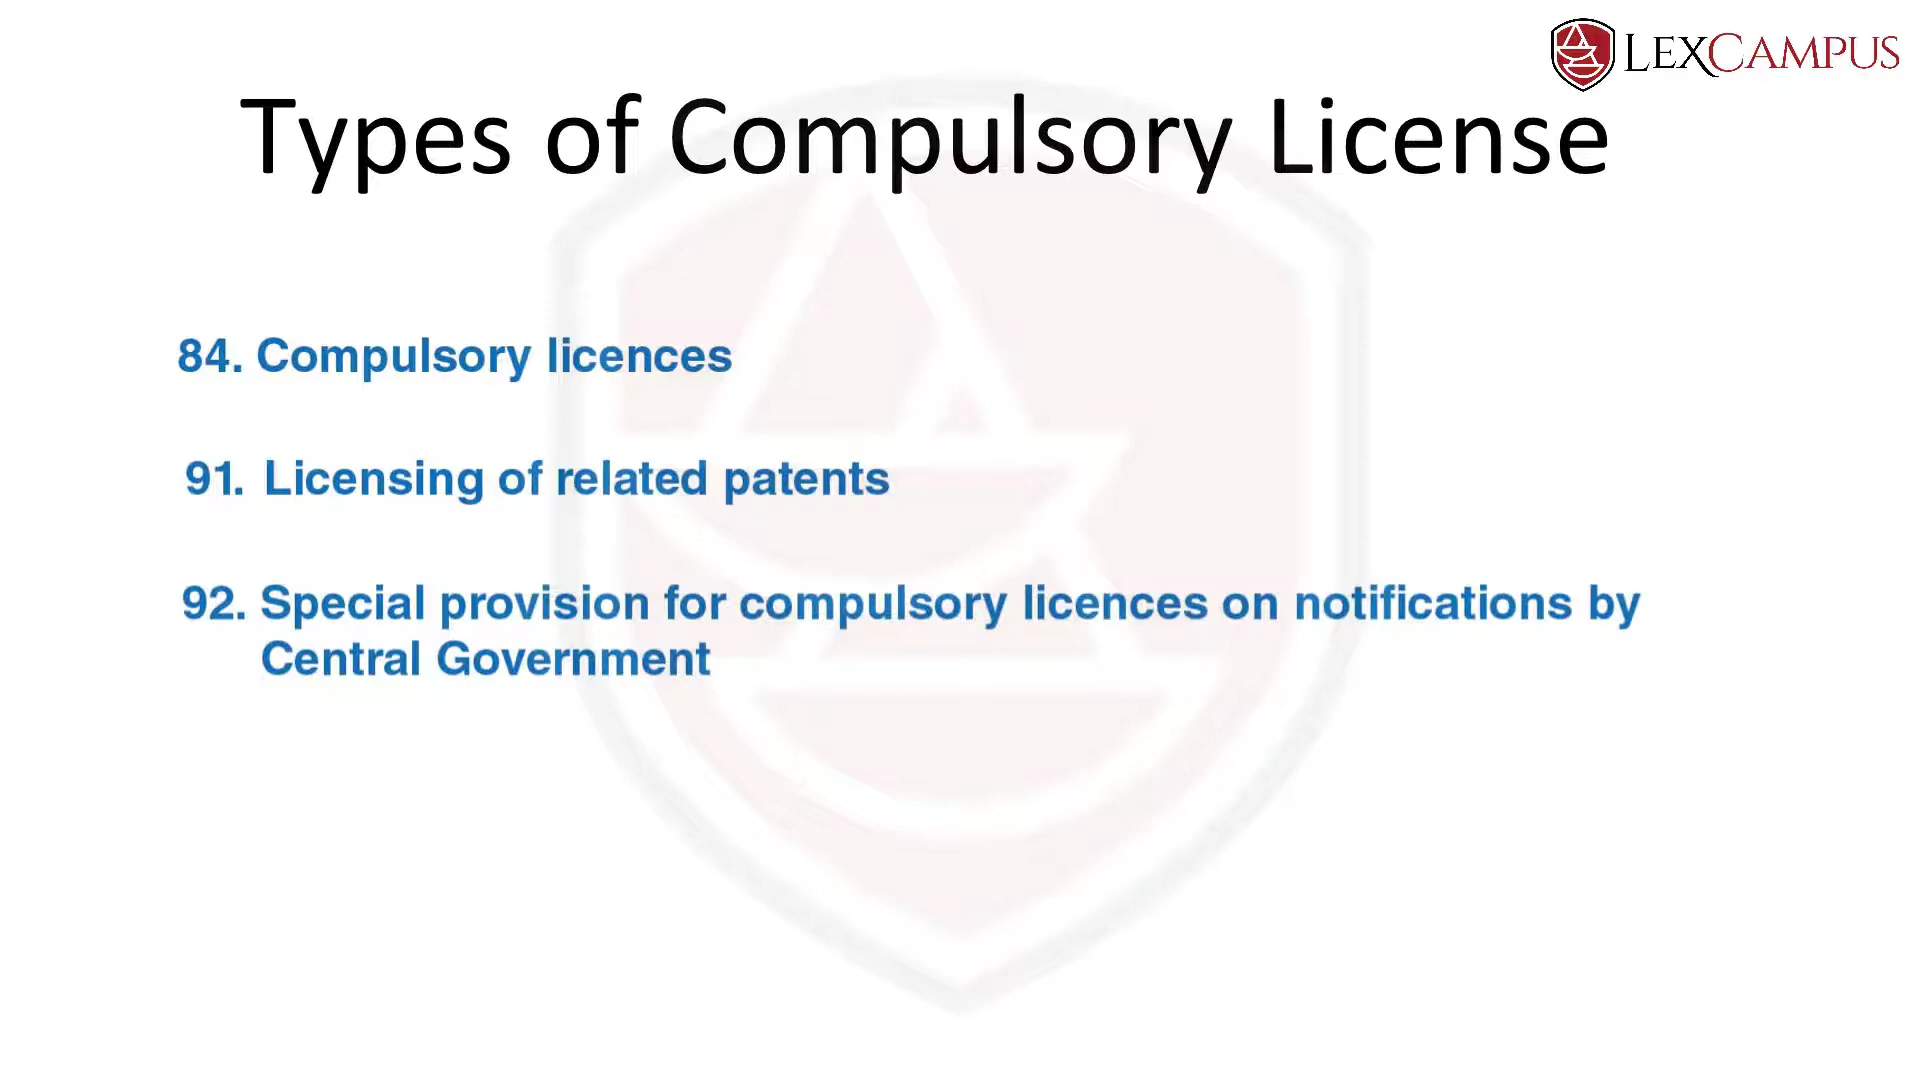 LEXCAMPUS
Types of Compulsory License
84. Compulsory licences
91. Licensing of related patents
92. Special provision for compulsory licences on notifications by
Central Government